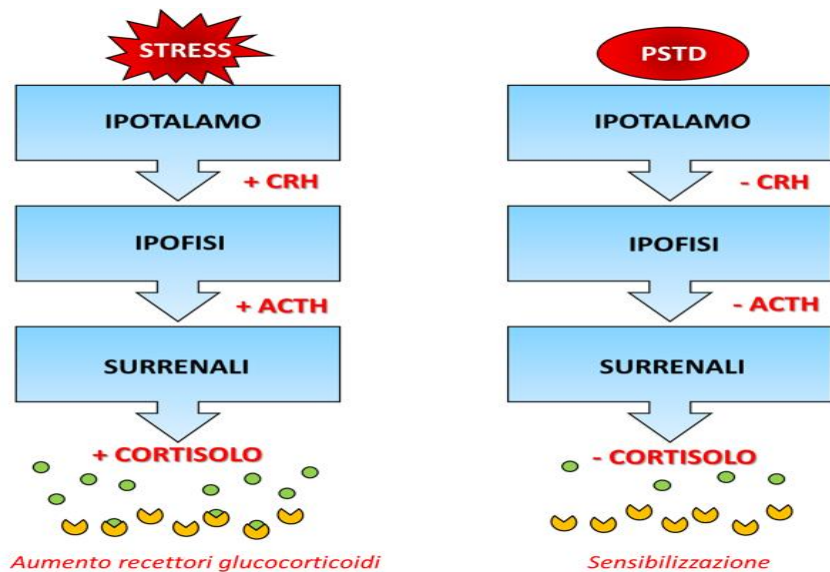 STRESS
IPOTALAMO
+ CRH
IPOFISI
+ ACTH
SURRENALI
+ CORTISOLO
Aumento recettori glucocorticoidi
PSTD
IPOTALAMO
- CRH
IPOFISI
- ACTH
SURRENALI
- CORTISOLO
Sensibilizzazione